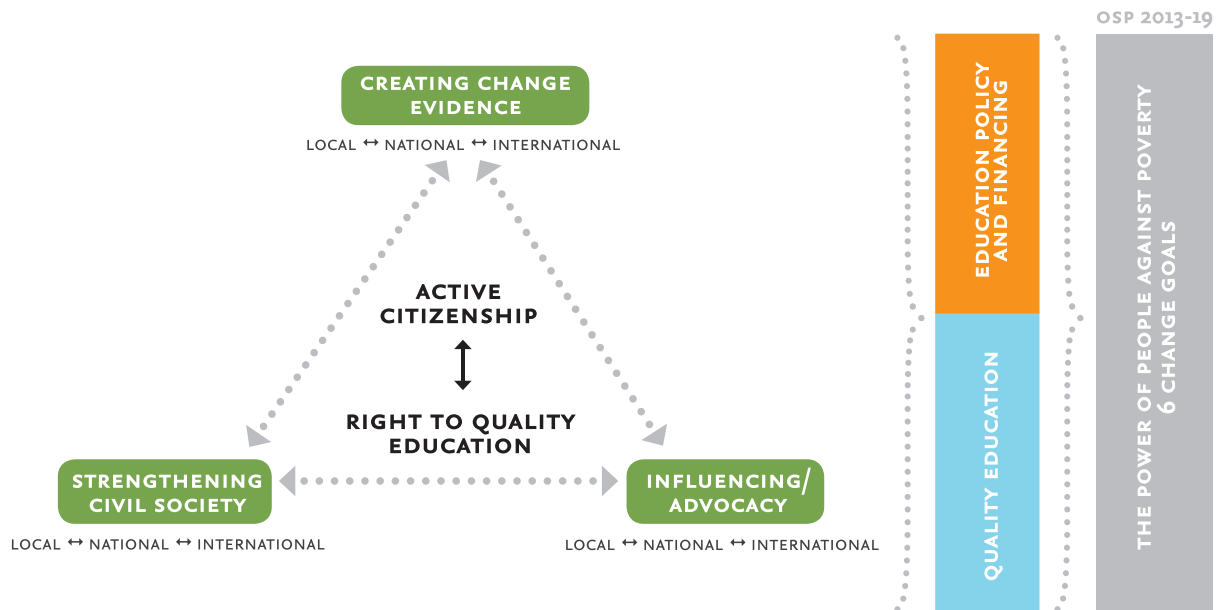 OSP 2013-19
CREATING CHANGE
EVIDENCE
LOCAL ↔ NATIONAL ↔ INTERNATIONAL
ACTIVE
CITIZENSHIP
RIGHT TO QUALITY
EDUCATION
STRENGTHENING
CIVIL SOCIETY
LOCAL ↔ NATIONAL ↔ INTERNATIONAL
INFLUENCING/
ADVOCACY
LOCAL ↔ NATIONAL ↔ INTERNATIONAL
EDUCATION POLICY
AND FINANCING
QUALITY EDUCATION
THE POWER OF PEOPLE AGAINST POVERTY
6 CHANGE GOALS